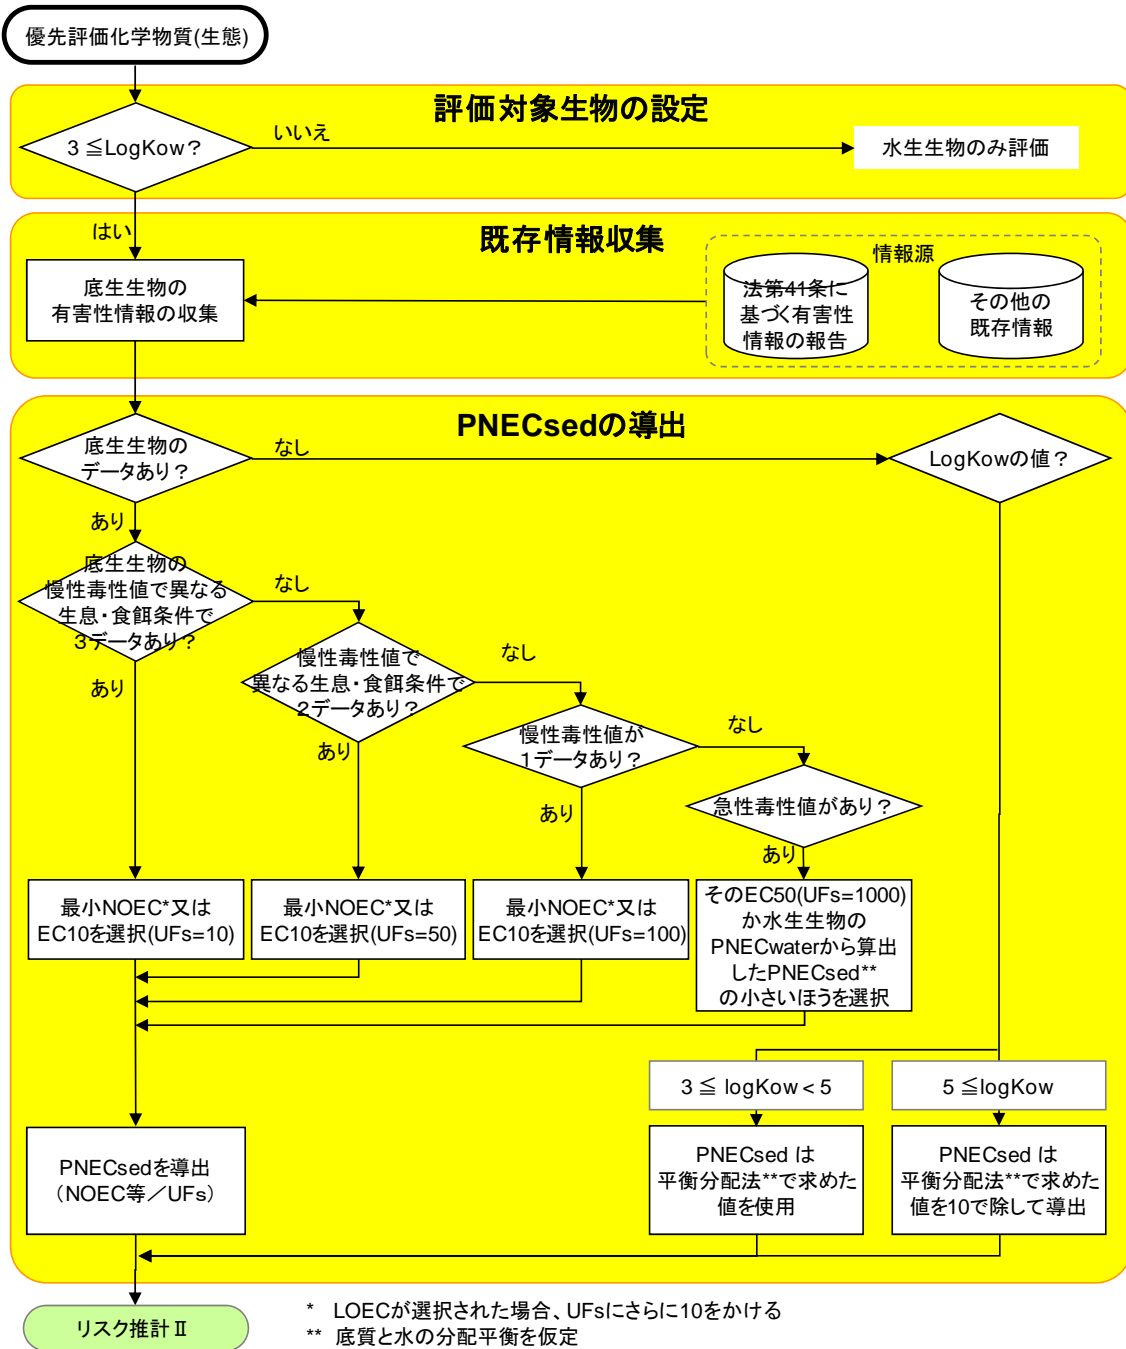 優先評価化学物質(生態)
評価対象生物の設定
3 ≦LogKow?
いいえ
水生生物のみ評価
はい
既存情報収集
底生生物の
有害性情報の収集
情報源
法第41条に
基づく有害性
情報の報告
その他の
既存情報
PNECsedの導出
底生生物の
データあり?
なし
LogKowの値?
あり
底生生物の
慢性毒性値で異なる
生息・食餌条件で
3データあり?
なし
あり
慢性毒性値で
異なる生息・食餌条件で
2データあり?
なし
あり
慢性毒性値が
1データあり?
なし
あり
急性毒性値があり?
あり
最小NOEC*又は
EC10を選択(UFs=10)
最小NOEC*又は
EC10を選択(UFs=50)
最小NOEC*又は
EC10を選択(UFs=100)
そのEC50(UFs=1000)
か水生生物の
PNECwaterから算出
したPNECsed**
の小さいほうを選択
3 ≦ logKow < 5
5 ≦logKow
PNECsedを導出
(NOEC等/UFs)
PNECsed は
平衡分配法**で求めた
値を使用
PNECsed は
平衡分配法**で求めた
値を10で除して導出
リスク推計Ⅱ
* LOECが選択された場合、UFsにさらに10をかける
** 底質と水の分配平衡を仮定